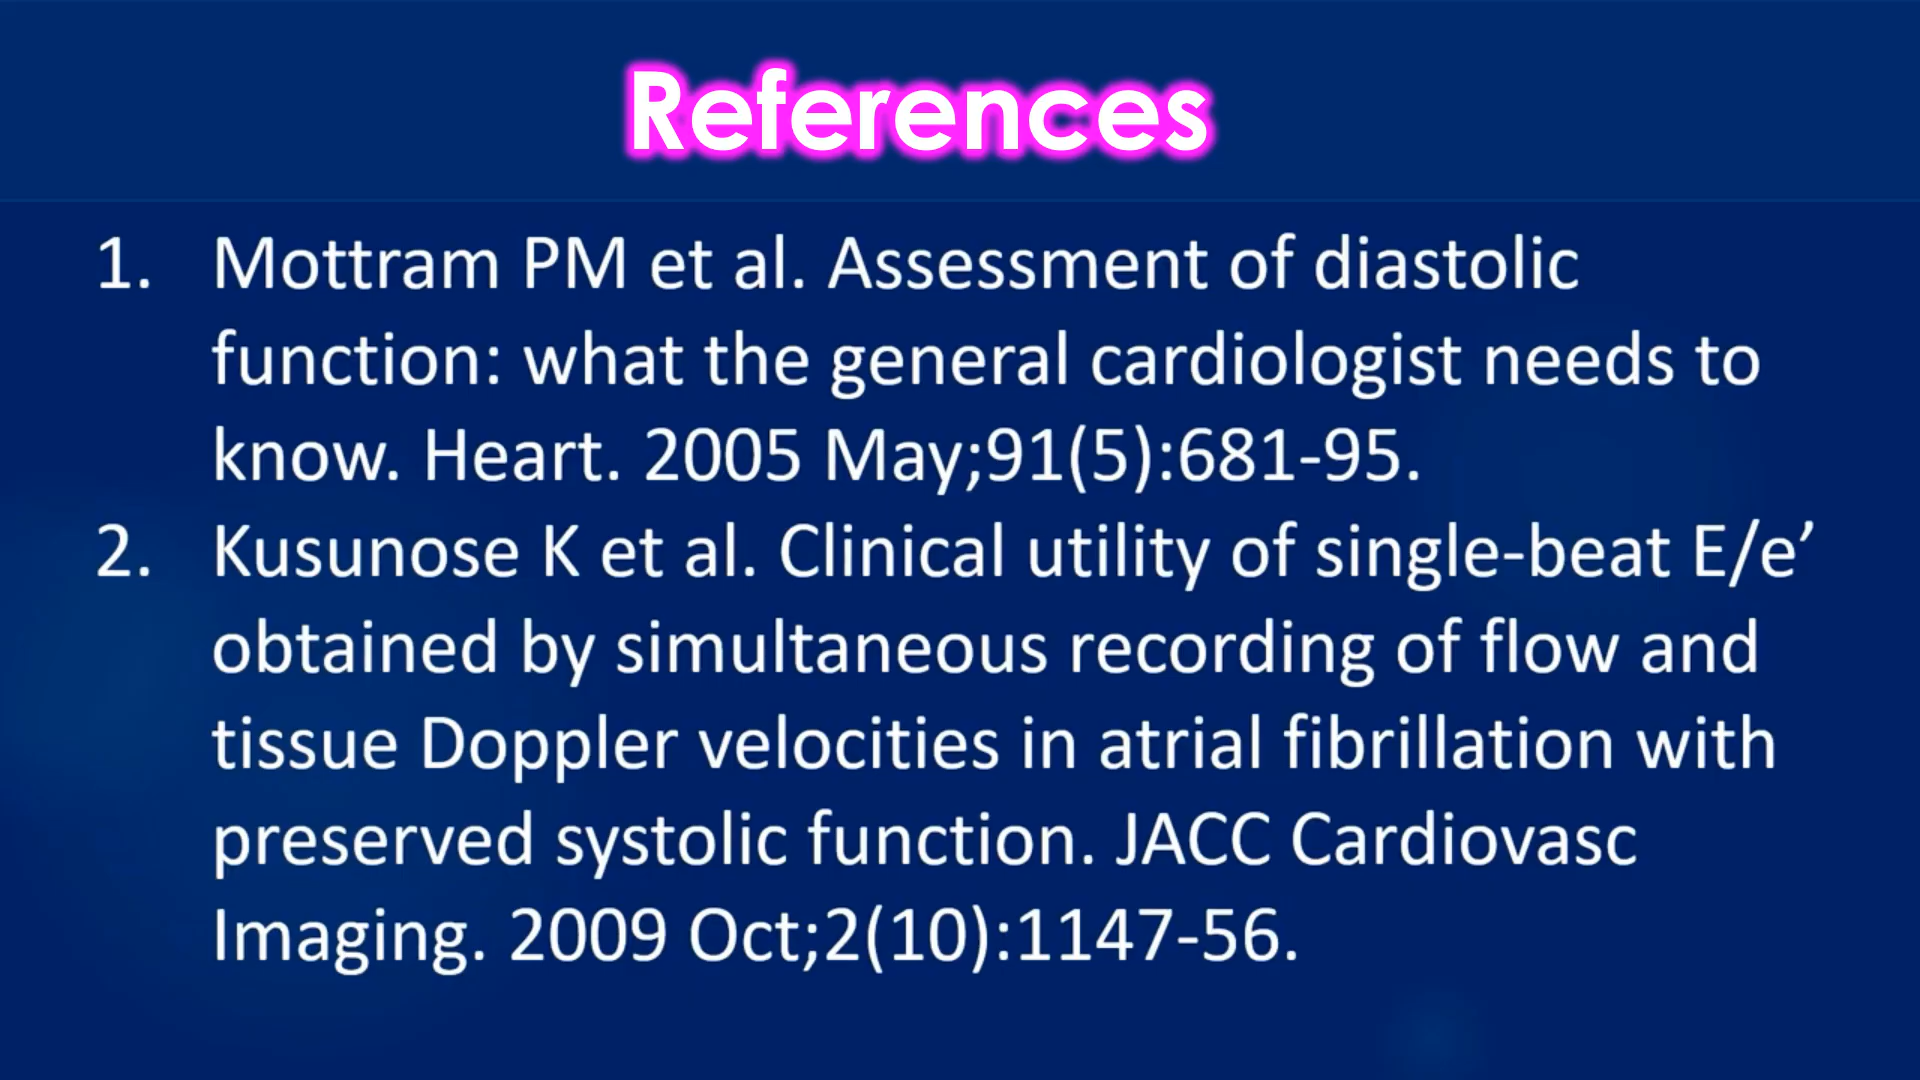 References
1. Mottram PM et al. Assessment of diastolic
function: what the general cardiologist needs to
know. Heart. 2005 May;91(5):681-95.
2. Kusunose K et al. Clinical utility of single-beat E/e’
obtained by simultaneous recording of flow and
tissue Doppler velocities in atrial fibrillation with
preserved systolic function. JACC Cardiovasc
Imaging. 2009 Oct;2(10):1147-56.